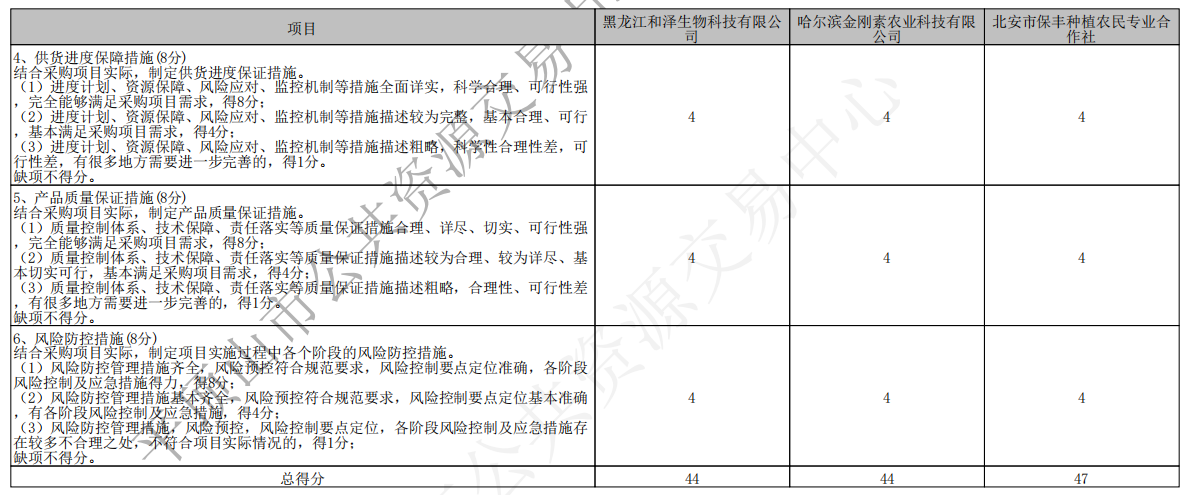 项目
黑龙江和泽生物科技有限公
司
哈尔滨金刚素农业科技有限
公司
北安市保丰种植农民专业合
作社
4、供货进度保障措施(8分)
结合采购项目实际，制定供货进度保证措施。
（1）进度计划、资源保障、风险应对、监控机制等措施全面详实，科学合理、可行性强
，完全能够满足采购项目需求，得8分；
（2）进度计划、资源保障、风险应对、监控机制等措施描述较为完整，基本合理、可行
，基本满足采购项目需求，得4分；
（3）进度计划、资源保障、风险应对、监控机制等措施描述粗略，科学性合理性差，可
行性差，有很多地方需要进一步完善的，得1分。
缺项不得分。
4
4
4
5、产品质量保证措施(8分)
结合采购项目实际，制定产品质量保证措施。
（1）质量控制体系、技术保障、责任落实等质量保证措施合理、详尽、切实、可行性强
，完全能够满足采购项目需求，得8分；
（2）质量控制体系、技术保障、责任落实等质量保证措施描述较为合理、较为详尽、基
本切实可行，基本满足采购项目需求，得4分；
（3）质量控制体系、技术保障、责任落实等质量保证措施描述粗略，合理性、可行性差
，有很多地方需要进一步完善的，得1分。
缺项不得分。
4
4
4
6、风险防控措施(8分)
结合采购项目实际，制定项目实施过程中各个阶段的风险防控措施。
（1）风险防控管理措施齐全，风险预控符合规范要求，风险控制要点定位准确，各阶段
风险控制及应急措施得力，得8分；
（2）风险防控管理措施基本齐全，风险预控符合规范要求，风险控制要点定位基本准确
，有各阶段风险控制及应急措施，得4分；
（3）风险防控管理措施，风险预控，风险控制要点定位，各阶段风险控制及应急措施存
在较多不合理之处，不符合项目实际情况的，得1分；
缺项不得分。
4
4
4
总得分
44
44
47
平顶山市公共资源交易中
公共资源交易中心